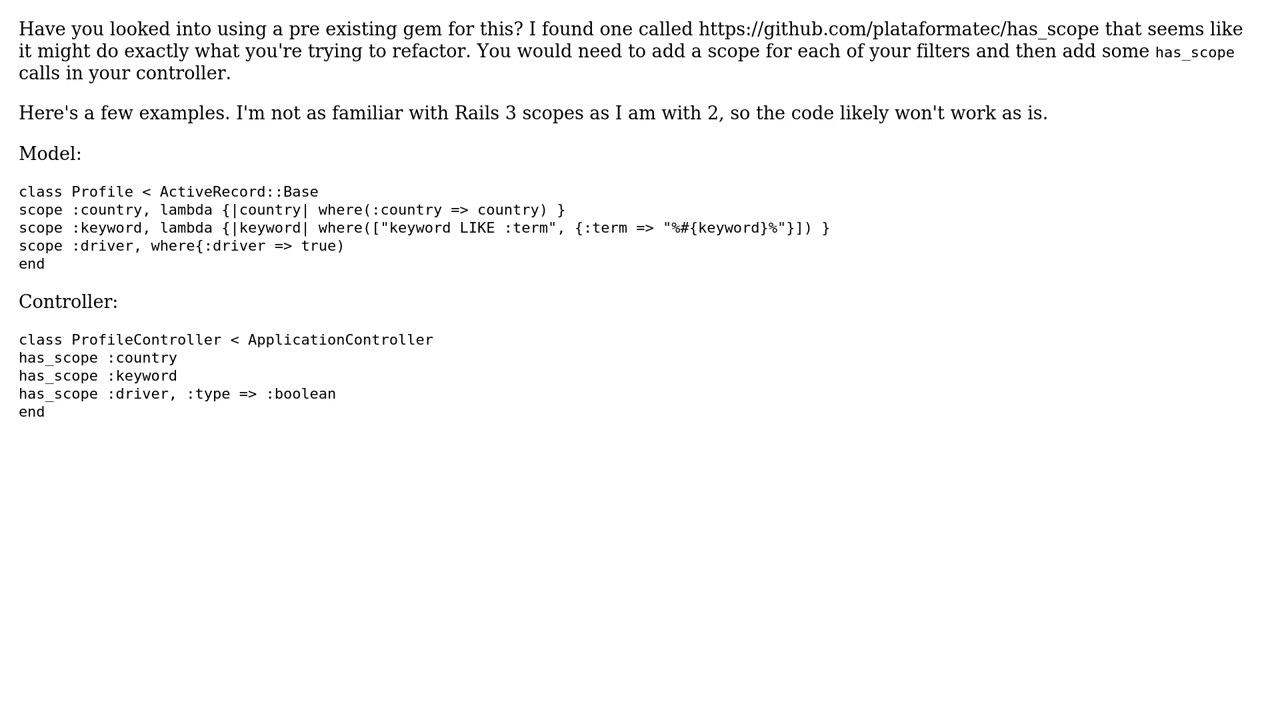 Have you looked into using a pre existing gem for this? I found one called https://github.com/plataformatec/has_scope that seems like
it might do exactly what you're trying to refactor. You would need to add a scope for each of your filters and then add some has_scope
calls in your controller.
Here's a few examples. I'm not as familiar with Rails 3 scopes as I am with 2, so the code likely won't work as is.
Model:
class Profile < ActiveRecord::Base
scope :country, lambda {|country| where(:country => country) }
scope :keyword, lambda {|keyword| where(["keyword LIKE :term", {:term => "%#{keyword}%"}]) }
scope :driver, where{:driver => true)
end
Controller:
class ProfileController < ApplicationController
has_scope :country
has_scope :keyword
has_scope :driver, :type => :boolean
end